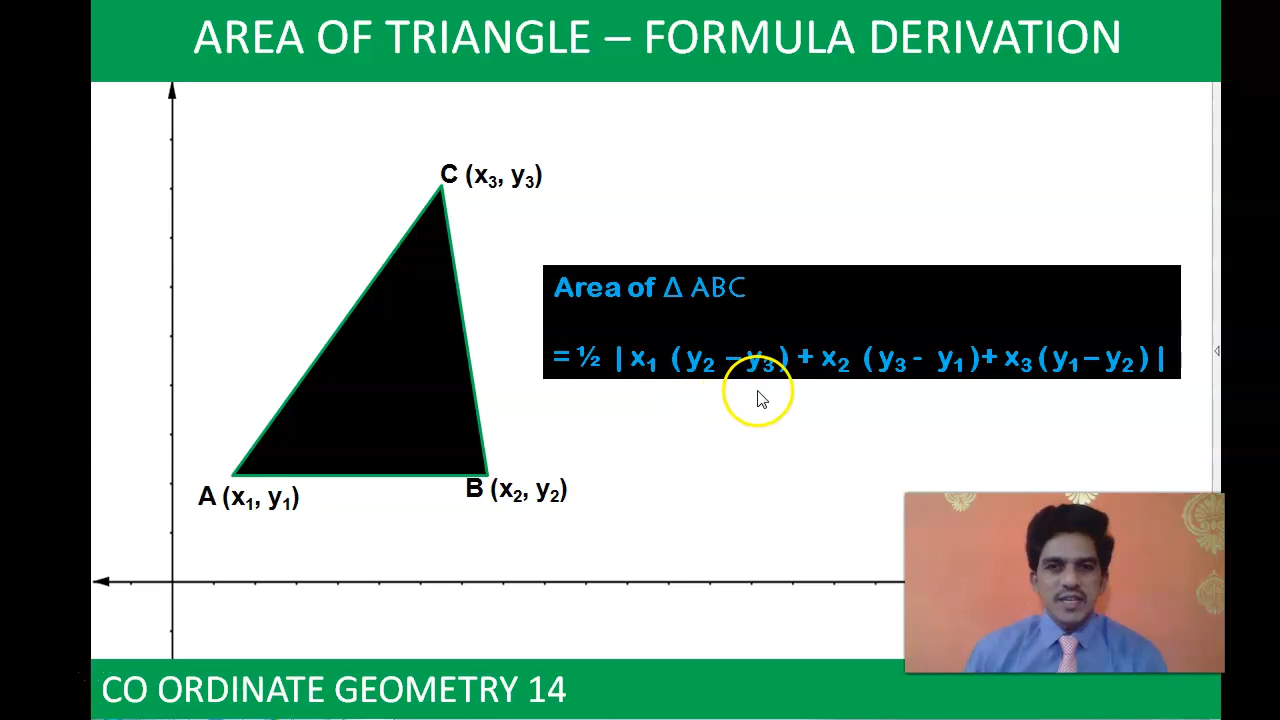 AREA OF TRIANGLE – FORMULA DERIVATION
C (x₃, y₃)
Area of Δ ABC
= ½ | x₁ (y₂ – y₃) + x₂ (y₃ - y₁)+ x₃(y₁ – y₂) |
A (x₁, y₁)
B (x₂, y₂)
CO ORDINATE GEOMETRY 14